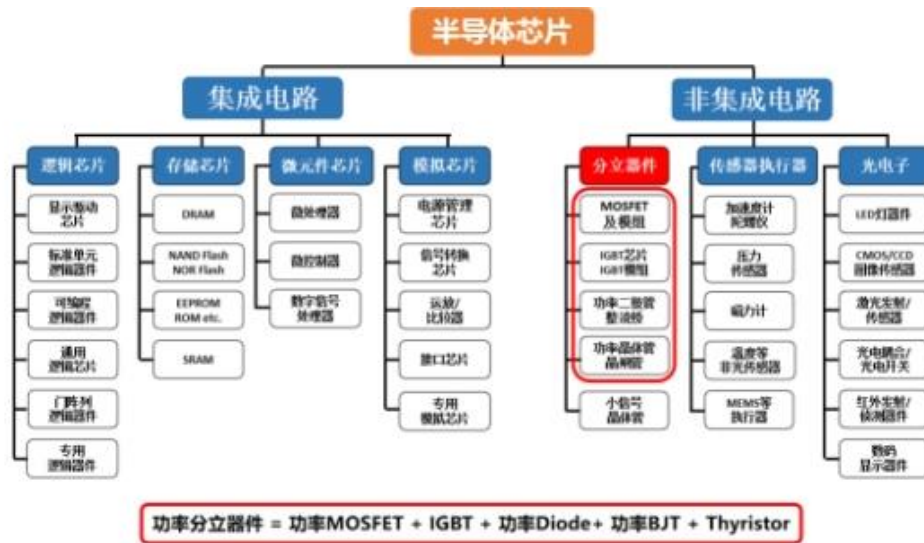 半导体芯片
集成电路
非集成电路
逻辑芯片
存储芯片
微元件芯片
模拟芯片
分立器件
传感器执行器
光电子
显示驱动
芯片
标准单元
逻辑器件
可编程
逻辑器件
通用
逻辑芯片
门阵列
逻辑器件
专用
逻辑器件
DRAM
NAND Flash
NOR Flash
EEPROM
ROM etc.
SRAM
微处理器
微控制器
数字信号
处理器
电源管理
芯片
信号转换
芯片
运放/
比较器
接口芯片
专用
模拟芯片
MOSFET
及模组
IGBT芯片
IGBT模组
功率二极管
整流桥
功率晶体管
晶闸管
小信号
晶体管
加速度计
陀螺仪
压力
传感器
磁力计
温度等
非光传感器
MEMS等
执行器
LED灯器件
CMOS/CCD
图像传感器
激光发射/
传感器
光电耦合/
光电开关
红外发射/
侦测器件
数码
显示器件
功率分立器件 = 功率MOSFET + IGBT + 功率Diode+ 功率BJT + Thyristor